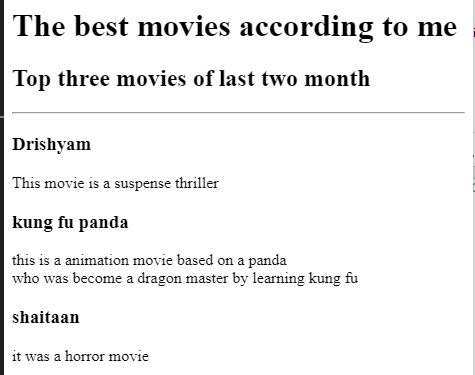 The best movies according to me
Top three movies of last two month
Drishyam
This movie is a suspense thriller
kung fu panda
this is a animation movie based on a panda
who was become a dragon master by learning kung fu
shaitaan
it was a horror movie